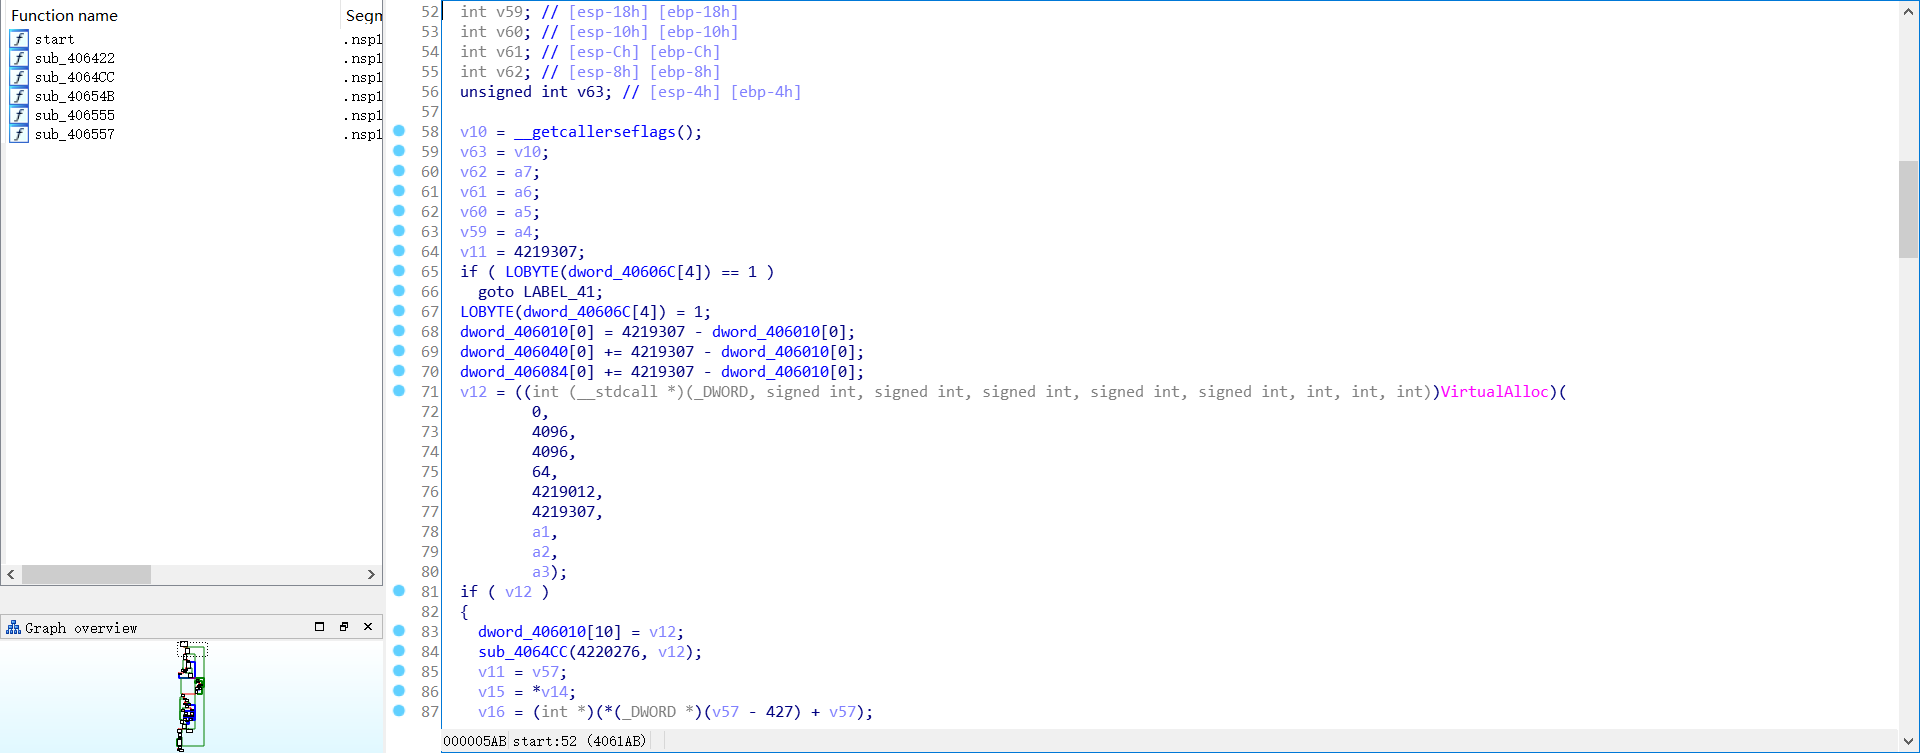 Function name Segm
start .nsp1
sub_406422 .nsp1
sub_4064CC .nsp1
sub_40654B .nsp1
sub_406555 .nsp1
sub_406557 .nsp1
Graph overview
52 int v59; // [esp-18h] [ebp-18h]
53 int v60; // [esp-10h] [ebp-10h]
54 int v61; // [esp-Ch] [ebp-Ch]
55 int v62; // [esp-8h] [ebp-8h]
56 unsigned int v63; // [esp-4h] [ebp-4h]
57
58 v10 = __getcallerseflags();
59 v63 = v10;
60 v62 = a7;
61 v61 = a6;
62 v60 = a5;
63 v59 = a4;
64 v11 = 4219307;
65 if ( LOBYTE(dword_40606C[4]) == 1 )
66 goto LABEL_41;
67 LOBYTE(dword_40606C[4]) = 1;
68 dword_406010[0] = 4219307 - dword_406010[0];
69 dword_406040[0] += 4219307 - dword_406010[0];
70 dword_406084[0] += 4219307 - dword_406010[0];
71 v12 = ((int (__stdcall *)(_DWORD, signed int, signed int, signed int, signed int, signed int, int, int, int))VirtualAlloc)(
72 0,
73 4096,
74 4096,
75 64,
76 4219012,
77 4219307,
78 a1,
79 a2,
80 a3);
81 if ( v12 )
82 {
83 dword_406010[10] = v12;
84 sub_4064CC(4220276, v12);
85 v11 = v57;
86 v15 = *v14;
87 v16 = (int *)(*(_DWORD *)(v57 - 427) + v57);
000005AB start:52 (4061AB)